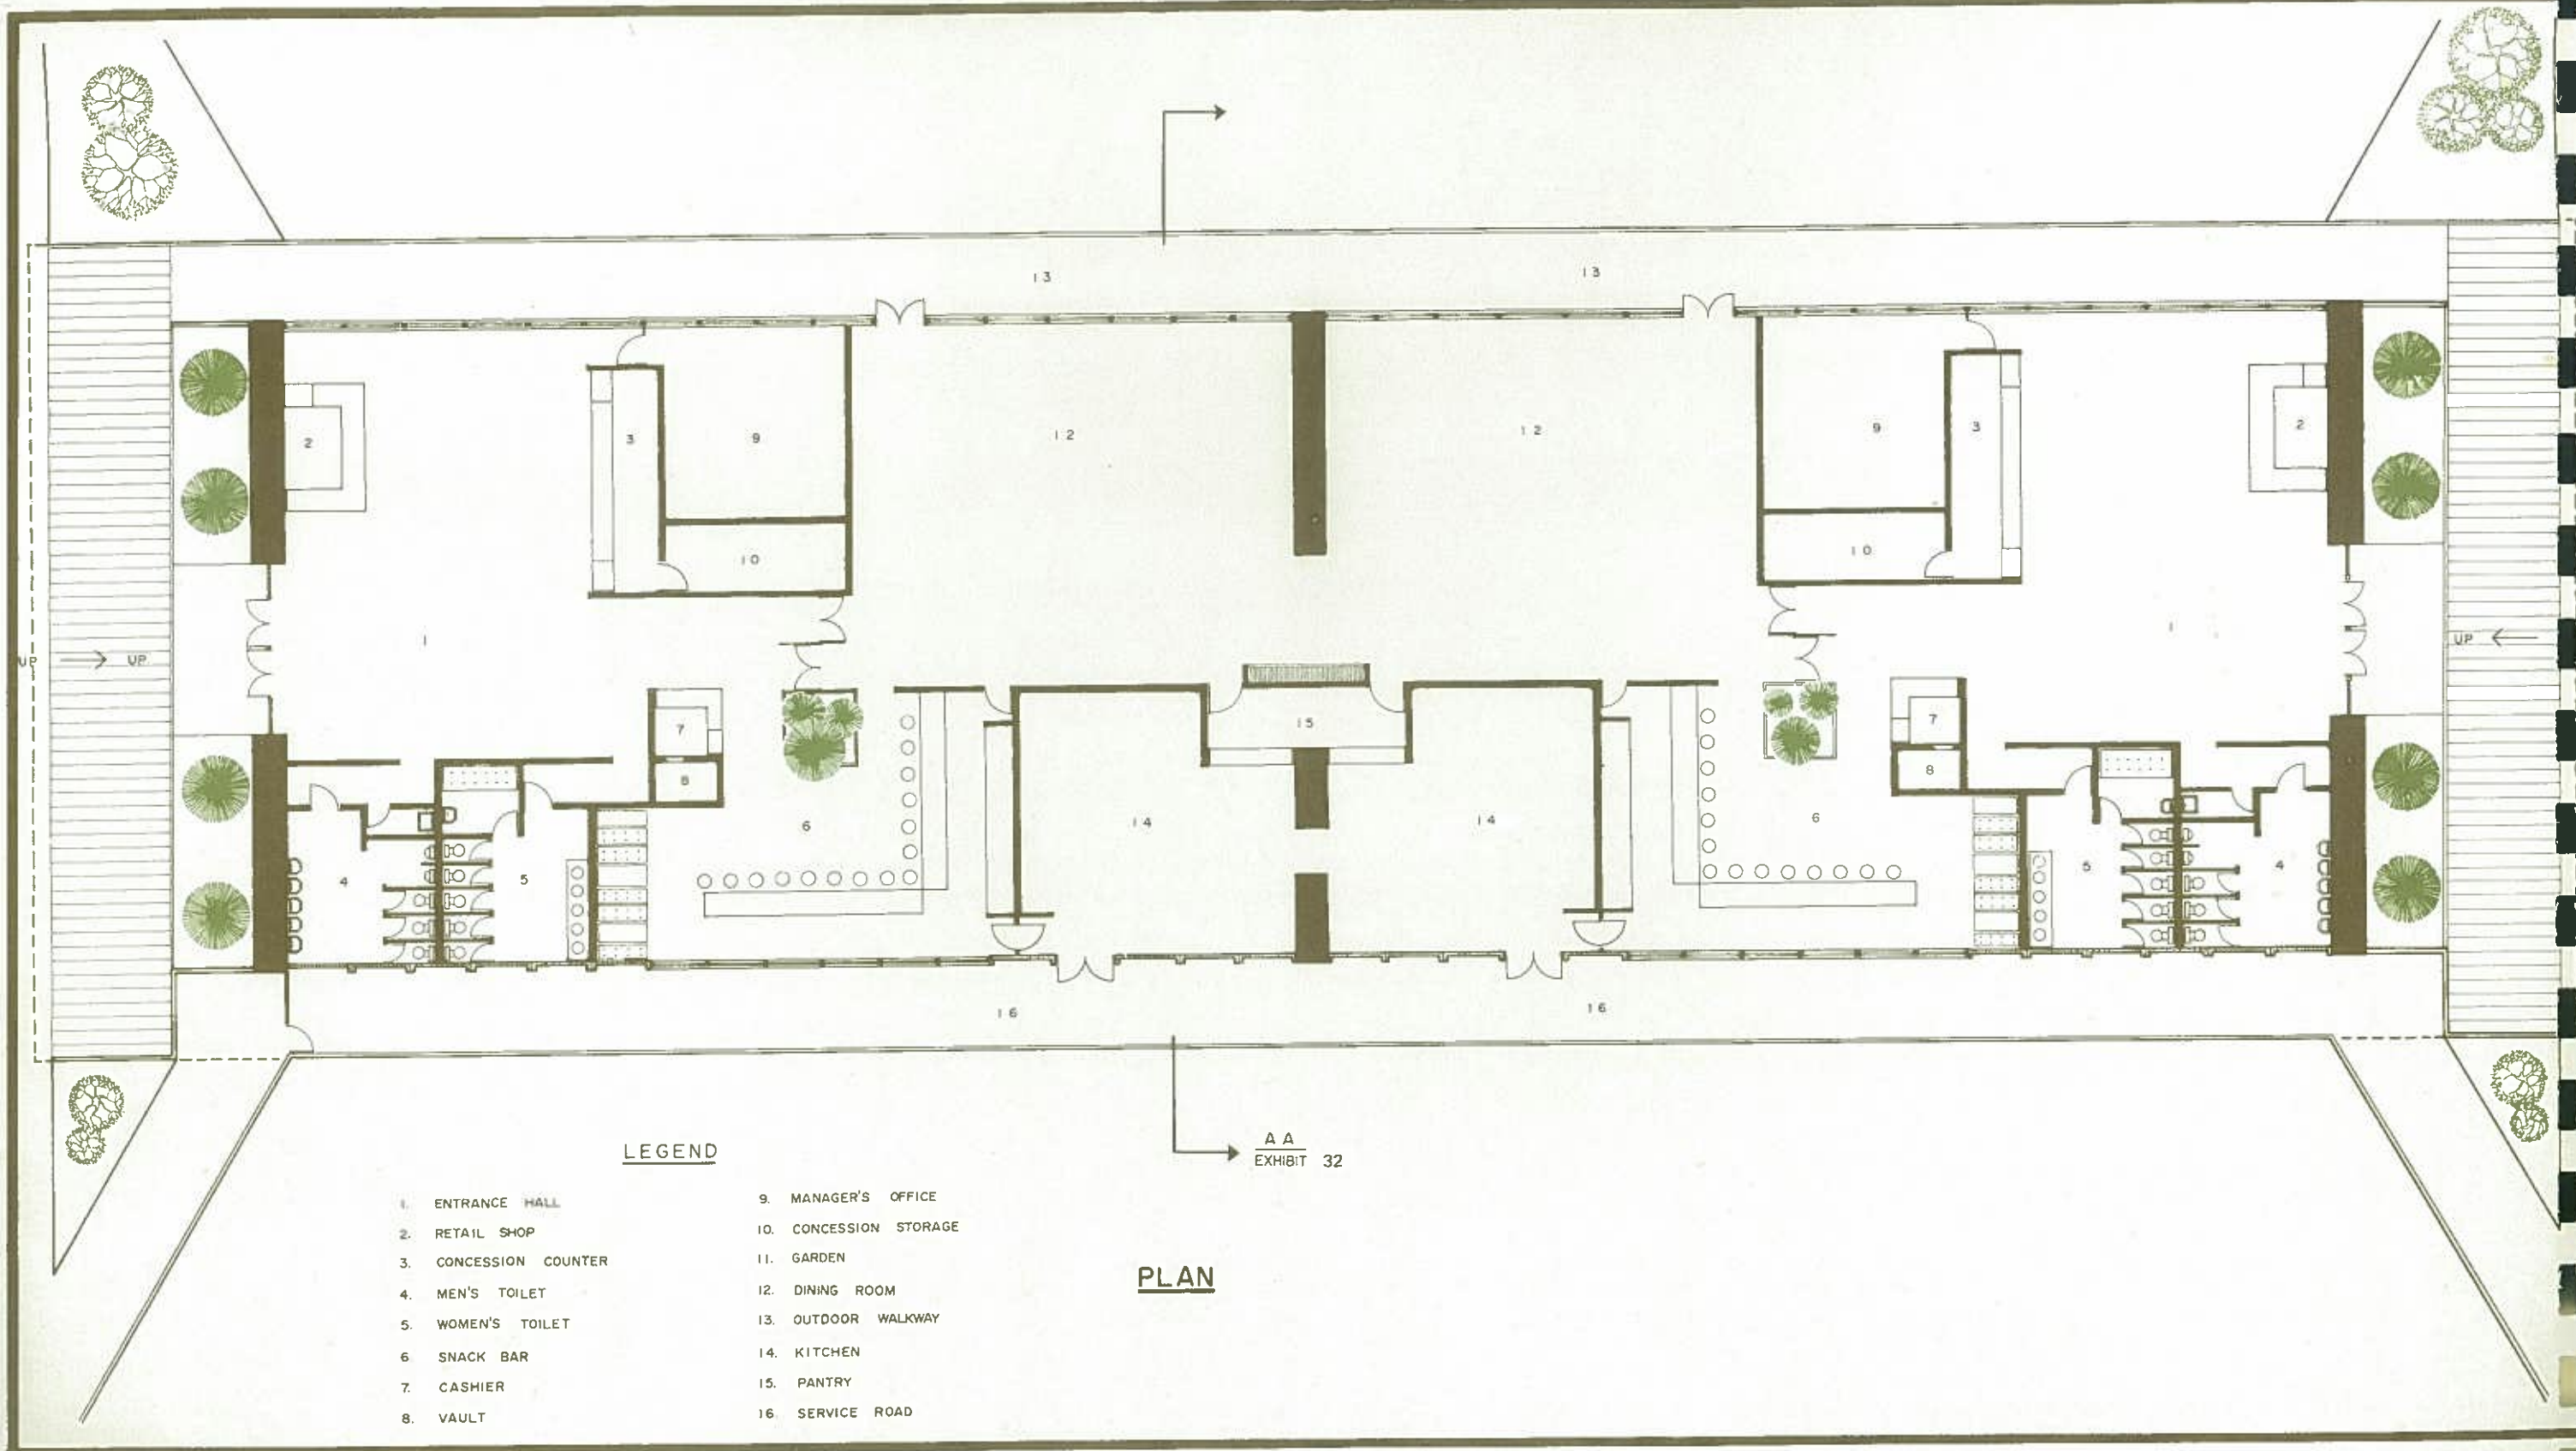 13
13
2
3
9
12
12
9
3
2
10
10
1
1
UP
UP
UP
7
15
7
8
8
6
14
14
6
4
5
5
4
16
16
A A
EXHIBIT 32
LEGEND
1. ENTRANCE HALL
2. RETAIL SHOP
3. CONCESSION COUNTER
4. MEN'S TOILET
5. WOMEN'S TOILET
6 SNACK BAR
7. CASHIER
8. VAULT
9. MANAGER'S OFFICE
10. CONCESSION STORAGE
11. GARDEN
12. DINING ROOM
13. OUTDOOR WALKWAY
14. KITCHEN
15. PANTRY
16. SERVICE ROAD
PLAN